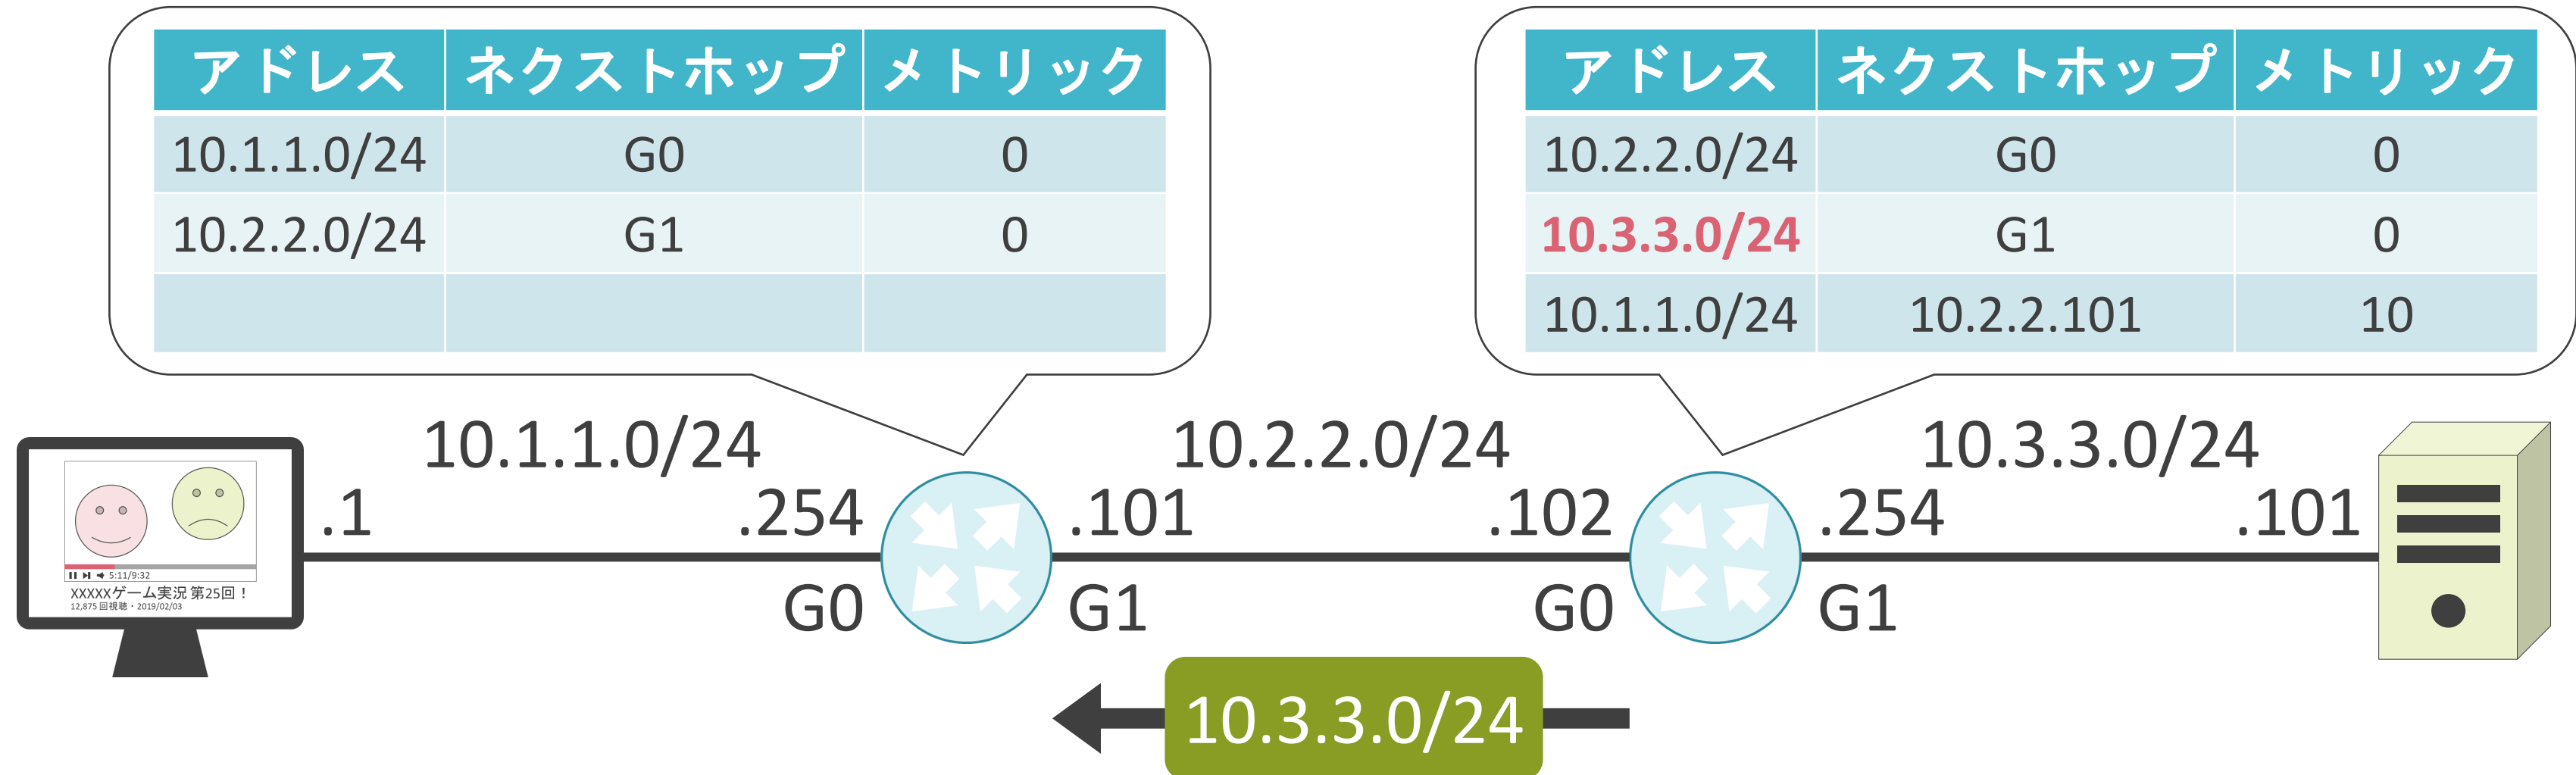 アドレス ネクストホップ メトリック
10.1.1.0/24 G0 0
10.2.2.0/24 G1 0
アドレス ネクストホップ メトリック
10.2.2.0/24 G0 0
10.3.3.0/24 G1 0
10.1.1.0/24 10.2.2.101 10
10.1.1.0/24 10.2.2.0/24 10.3.3.0/24
.1 .254 .101 .102 .254 .101
G0 G1 G0 G1
5:11/9:32
XXXXXゲーム実況 第25回！
12,875 回視聴・2019/02/03
10.3.3.0/24